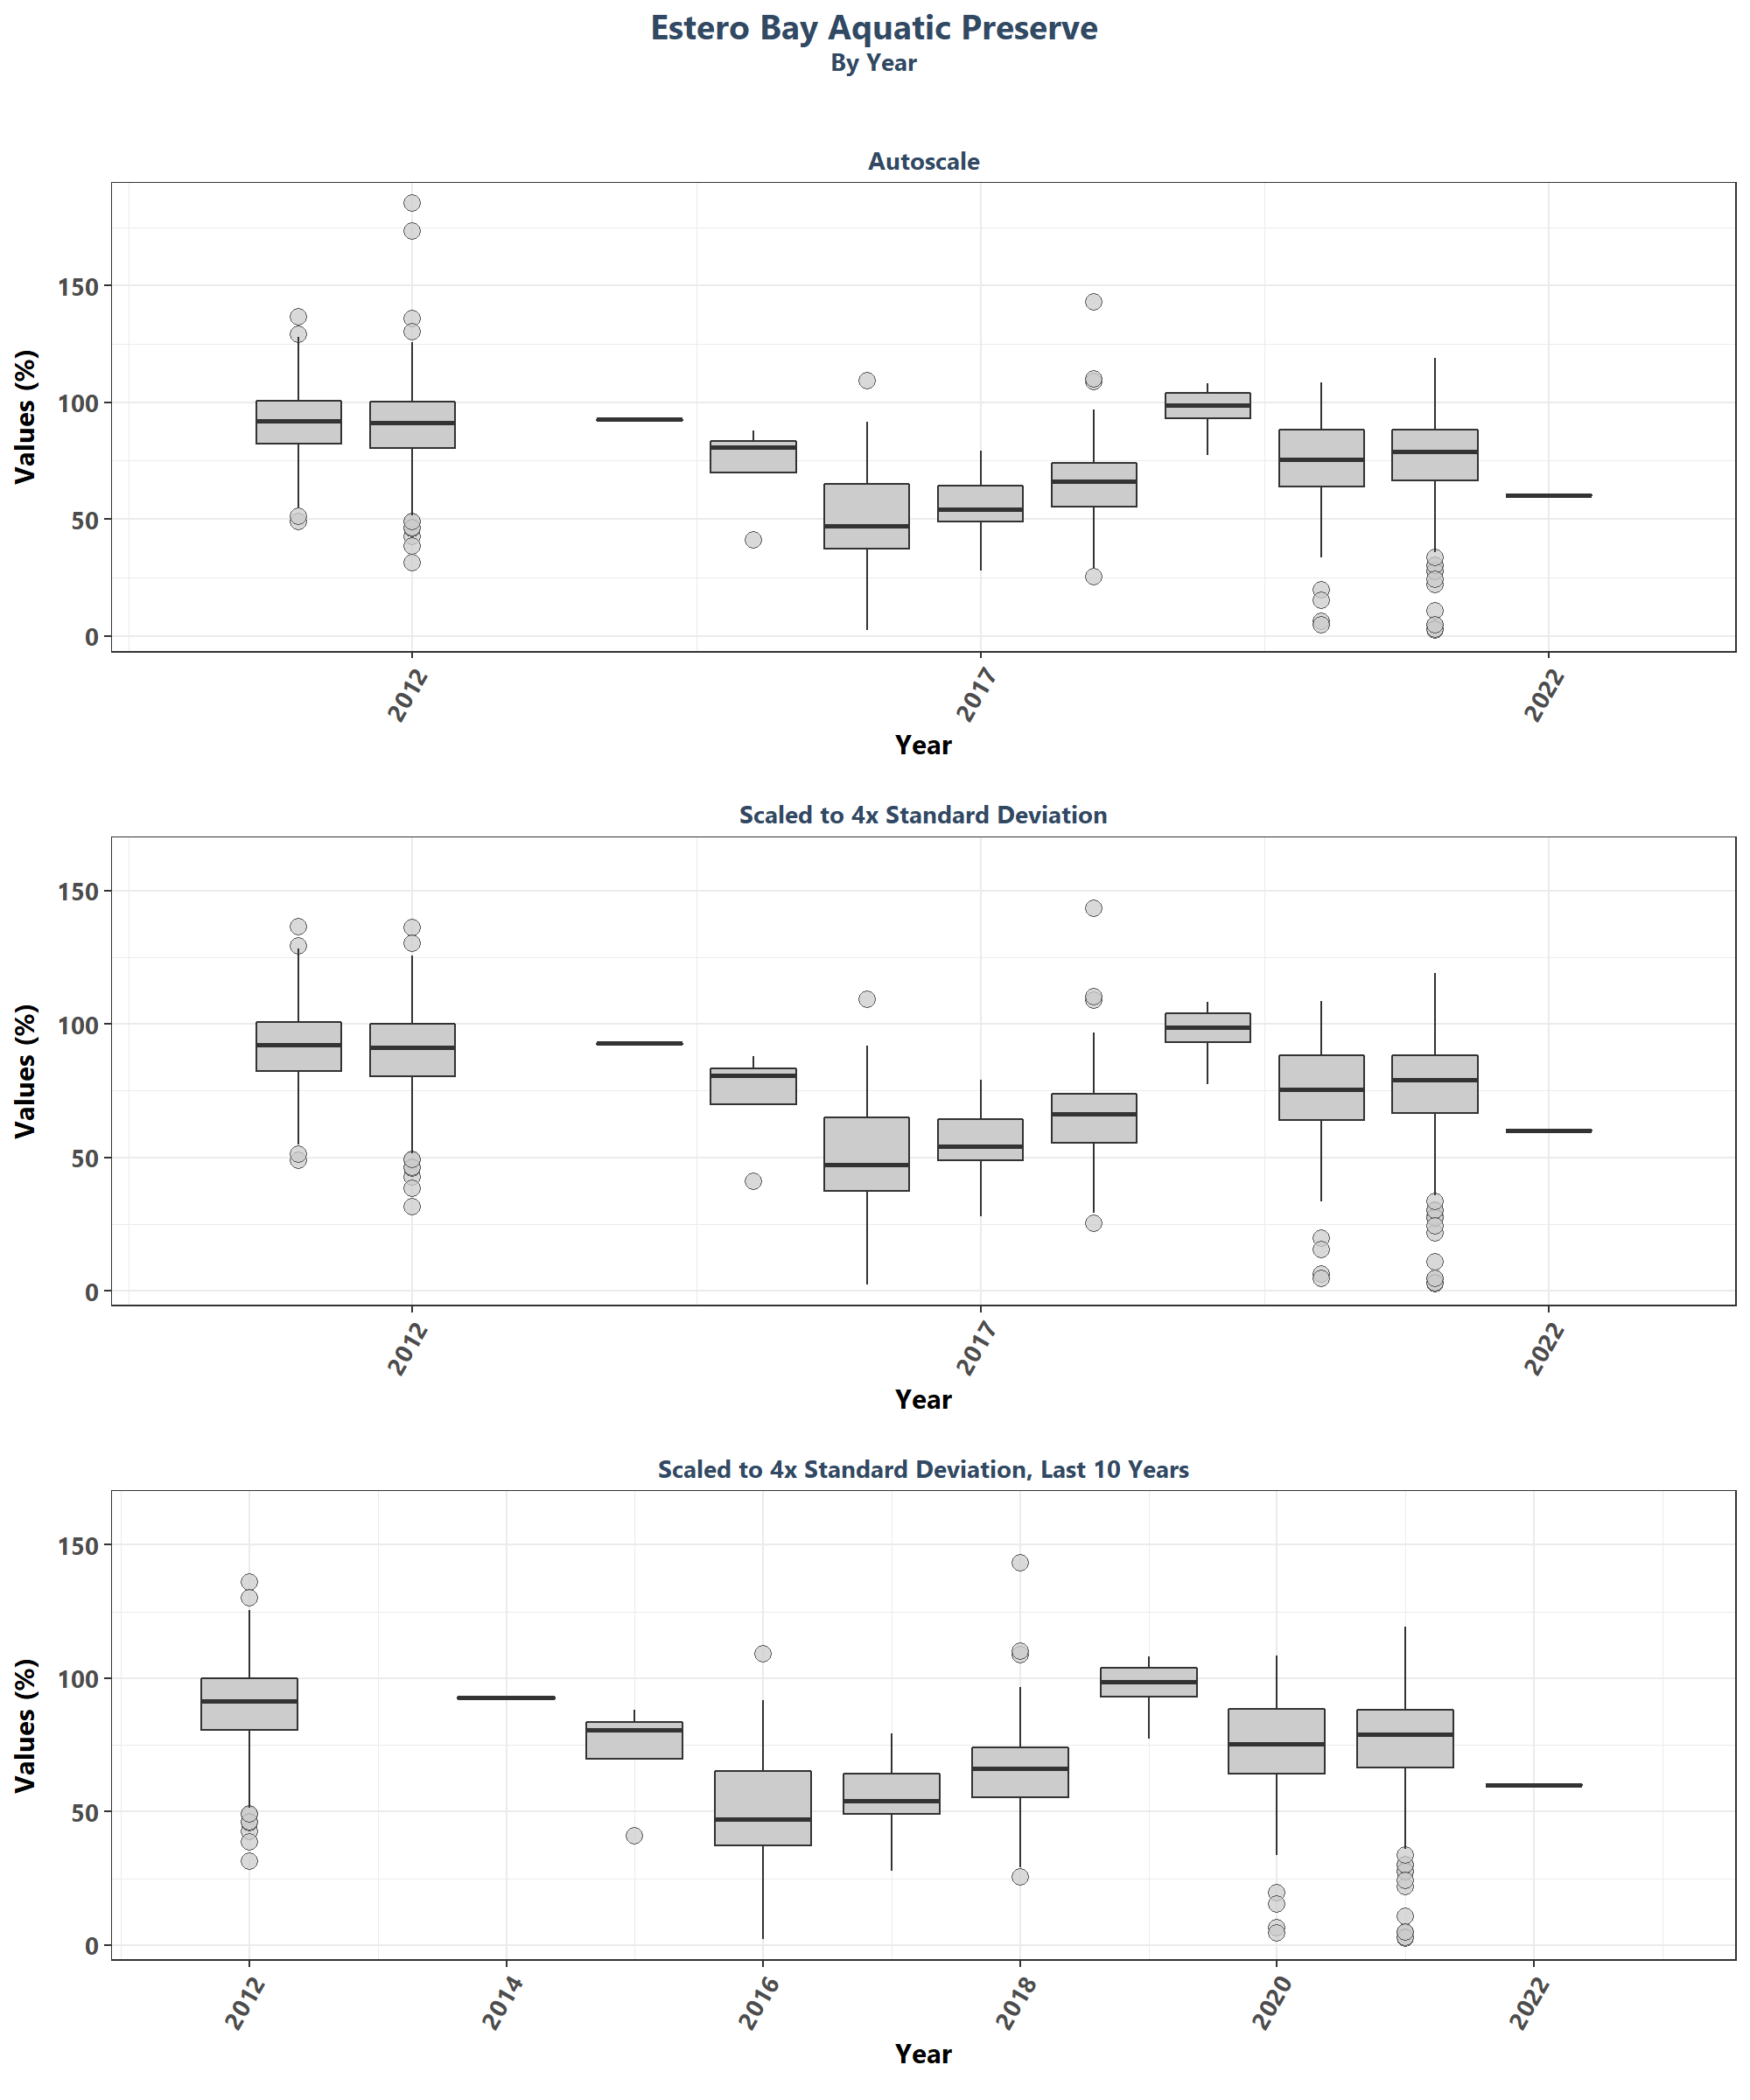 Estero Bay Aquatic Preserve
By Year
Autoscale
Values (%)
150
100
50
0
2012
2017
2022
Year
Scaled to 4x Standard Deviation
Values (%)
150
100
50
0
2012
2017
2022
Year
Scaled to 4x Standard Deviation, Last 10 Years
Values (%)
150
100
50
0
2012
2014
2016
2018
2020
2022
Year